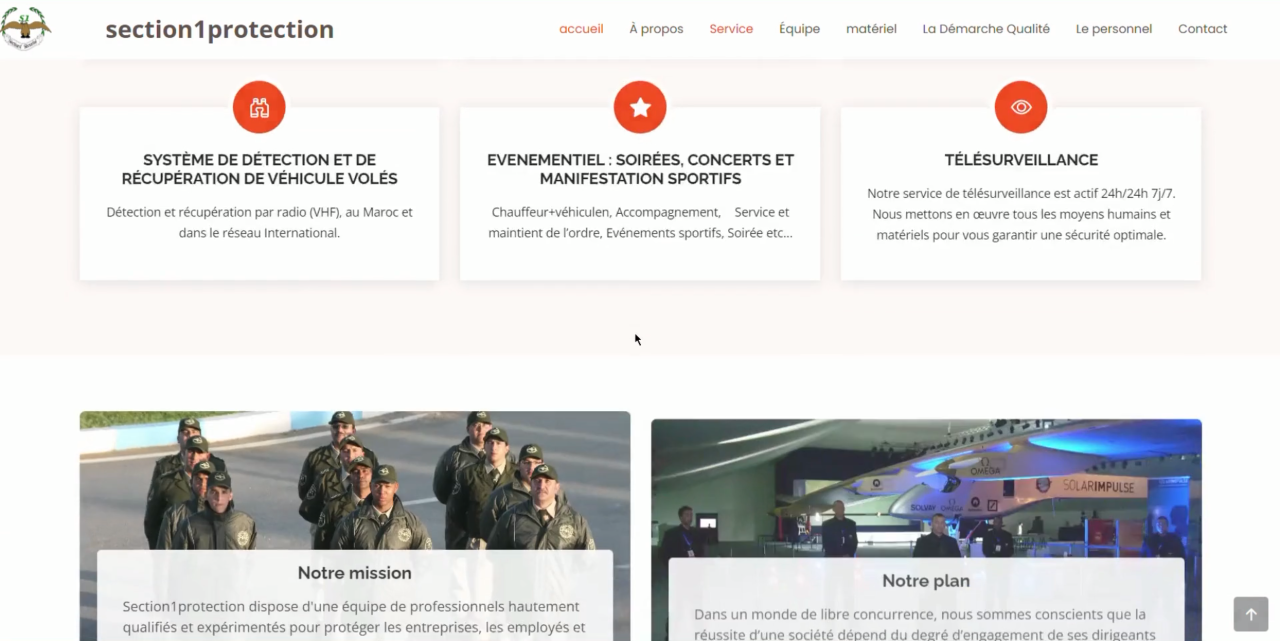 section1protection
accueil À propos Service Équipe matériel La Démarche Qualité Le personnel Contact
SYSTÈME DE DÉTECTION ET DE
RÉCUPÉRATION DE VÉHICULE VOLÉS
Détection et récupération par radio (VHF), au Maroc et
dans le réseau International.
EVENEMENTIEL : SOIRÉES, CONCERTS ET
MANIFESTATION SPORTIFS
Chauffeur+véhiculen, Accompagnement, Service et
maintient de l’ordre, Evénements sportifs, Soirée etc...
TÉLÉSURVEILLANCE
Notre service de télésurveillance est actif 24h/24h 7j/7.
Nous mettons en œuvre tous les moyens humains et
matériels pour vous garantir une sécurité optimale.
OMEGA
SOLARIMPULSE
SOLVAY OMEGA
Notre mission
Section1protection dispose d'une équipe de professionnels hautement
qualifiés et expérimentés pour protéger les entreprises, les employés et
Notre plan
Dans un monde de libre concurrence, nous sommes conscients que la
réussite d’une société dépend du degré d’engagement de ses dirigeants